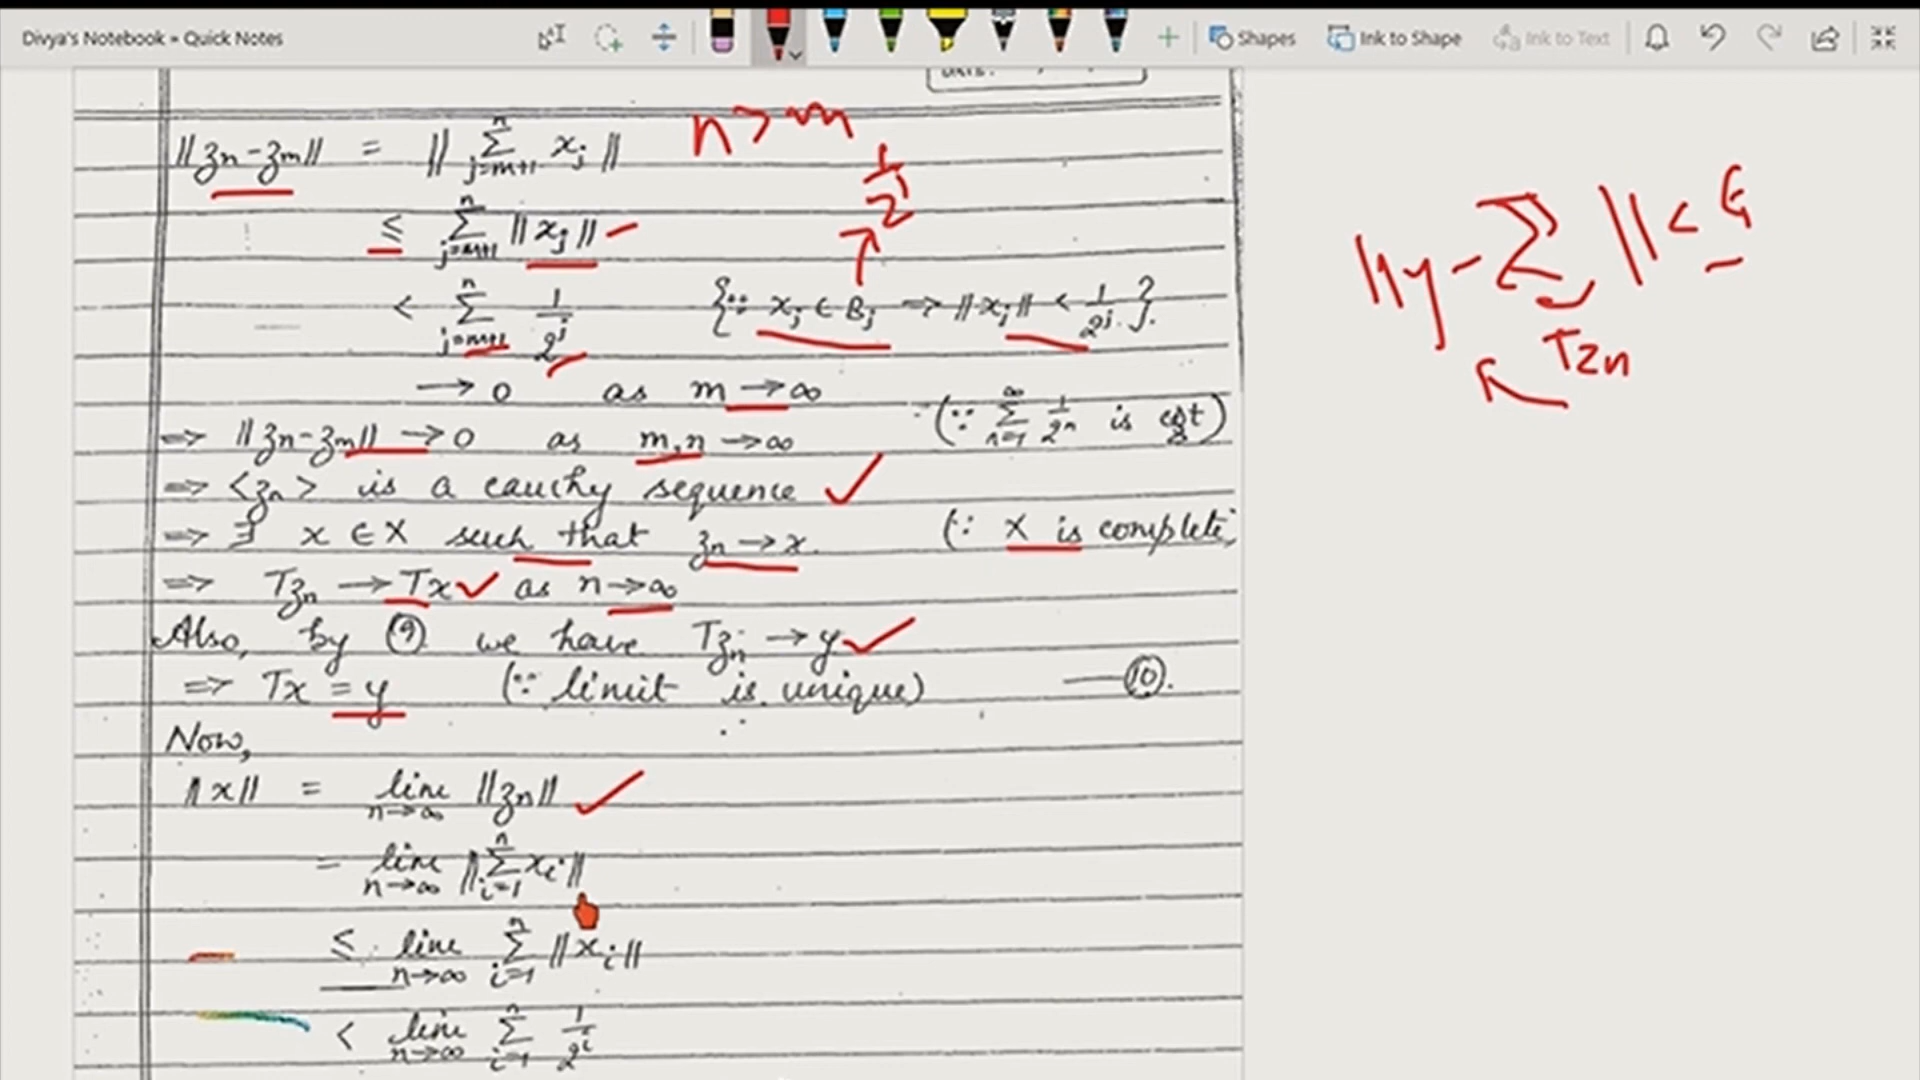 Divya's Notebook » Quick Notes
Shapes
Ink to Shape
Ink to Text
||zn - zm|| = || Σ_{j=m+1}^{n} xj || n > m
≤ Σ_{j=m+1}^{n} ||xj||
1/2
< Σ_{j=m+1}^{n} 1/2^j {∵ xj ∈ Bj => ||xj|| < 1/2^j}.
||y - Σ || < ε
Tzn
→ 0 as m → ∞ (∵ Σ_{n=1}^{∞} 1/2^n is cgt)
=> ||zn - zm|| → 0 as m,n → ∞
=> <zn> is a cauchy sequence ✓
=> ∃ x ∈ X such that zn → x. (∵ X is complete)
=> Tzn → Tx ✓ as n → ∞
Also, by ⑨ we have Tzn → y ✓
=> Tx = y (∵ limit is unique) —⑩.
Now,
||x|| = lim_{n→∞} ||zn|| ✓
= lim_{n→∞} || Σ_{i=1}^{n} xi ||
≤ lim_{n→∞} Σ_{i=1}^{n} ||xi||
< lim_{n→∞} Σ_{i=1}^{n} 1/2^i